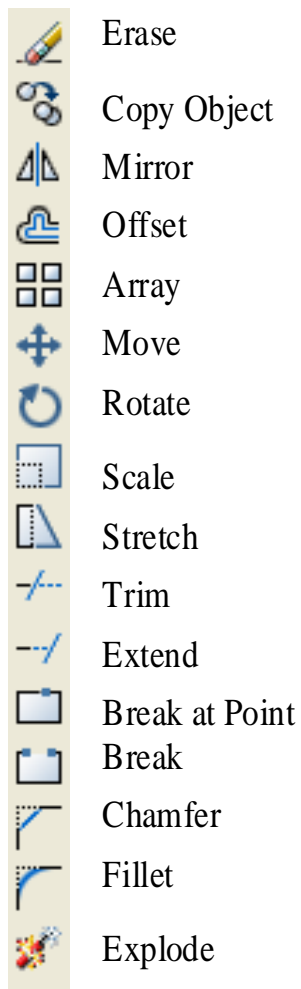 Erase
Copy Object
Mirror
Offset
Array
Move
Rotate
Scale
Stretch
Trim
Extend
Break at Point
Break
Chamfer
Fillet
Explode